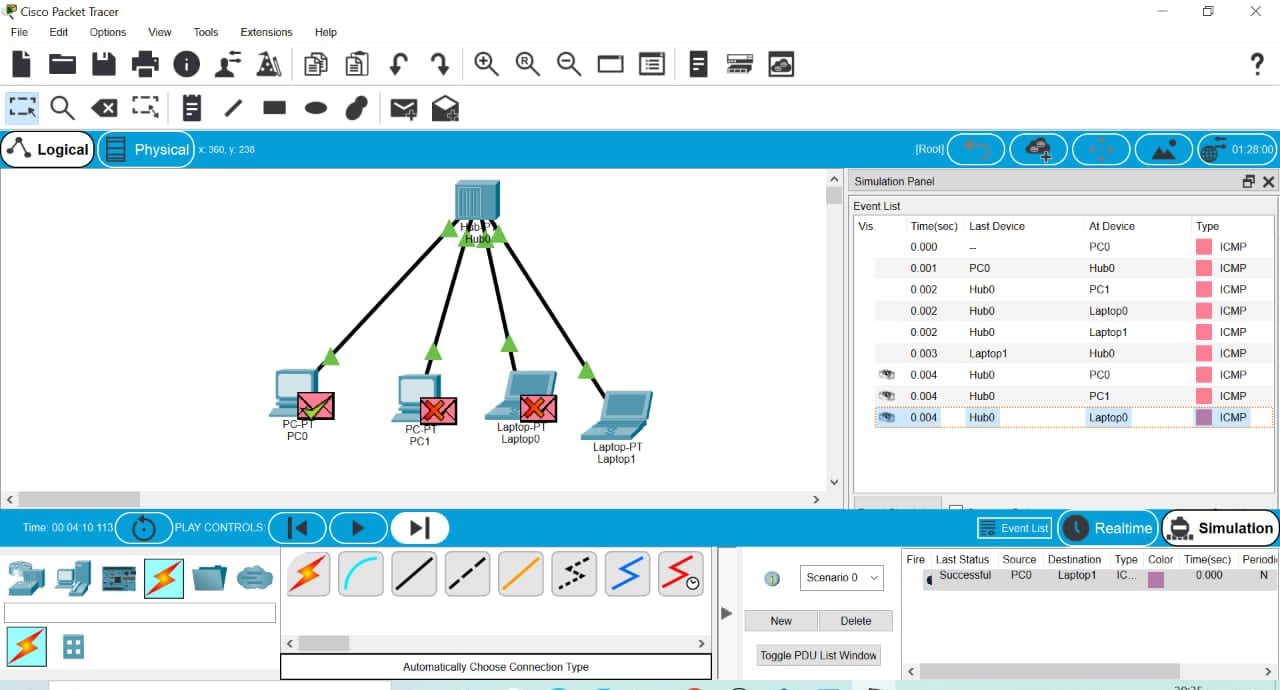 Cisco Packet Tracer
File Edit Options View Tools Extensions Help
Logical Physical x: 360, y: 238 [Root] 01:28:00
Simulation Panel
Event List
Vis. Time(sec) Last Device At Device Type
0.000 -- PC0 ICMP
0.001 PC0 Hub0 ICMP
0.002 Hub0 PC1 ICMP
0.002 Hub0 Laptop0 ICMP
0.002 Hub0 Laptop1 ICMP
0.003 Laptop1 Hub0 ICMP
0.004 Hub0 PC0 ICMP
0.004 Hub0 PC1 ICMP
0.004 Hub0 Laptop0 ICMP
Hub-PT
Hub0
PC-PT
PC0
PC-PT
PC1
Laptop-PT
Laptop0
Laptop-PT
Laptop1
Time: 00:04:10.113 PLAY CONTROLS: Event List Realtime Simulation
Scenario 0
New Delete
Toggle PDU List Window
Fire Last Status Source Destination Type Color Time(sec) Periodi
Successful PC0 Laptop1 IC... 0.000 N
Automatically Choose Connection Type